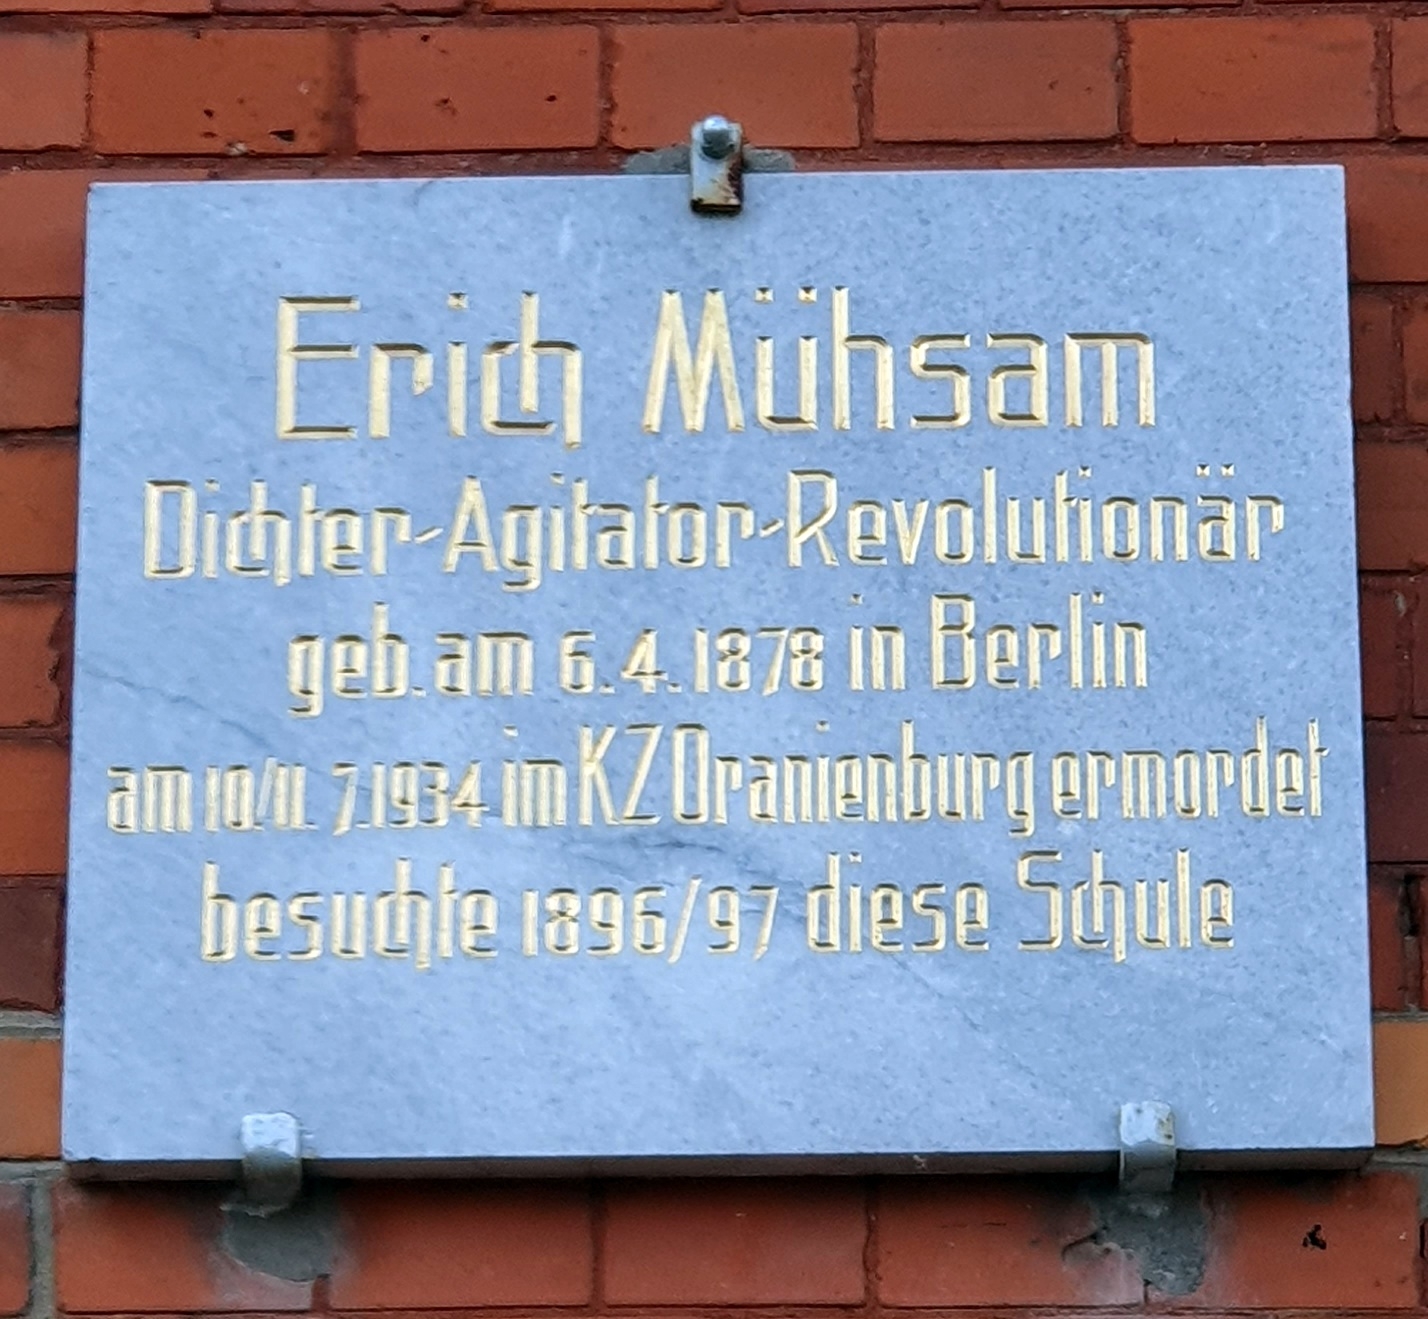 Erich Mühsam
Dichter-Agitator-Revolutionär
geb. am 6.4.1878 in Berlin
am 10/11. 7.1934 im KZ Oranienburg ermordet
besuchte 1896/97 diese Schule